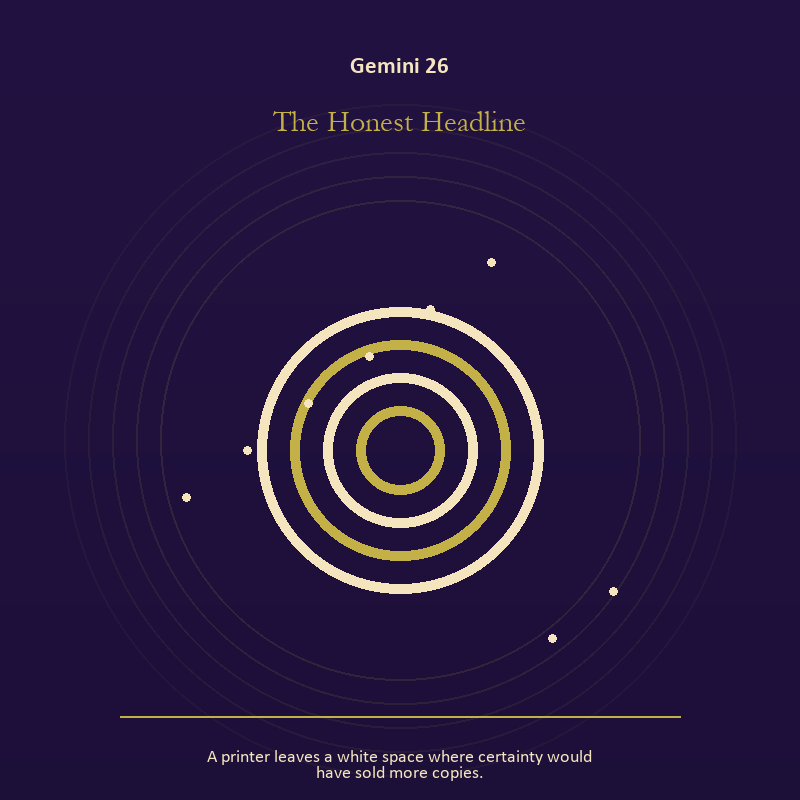 Gemini 26
The Honest Headline
A printer leaves a white space where certainty would
have sold more copies.